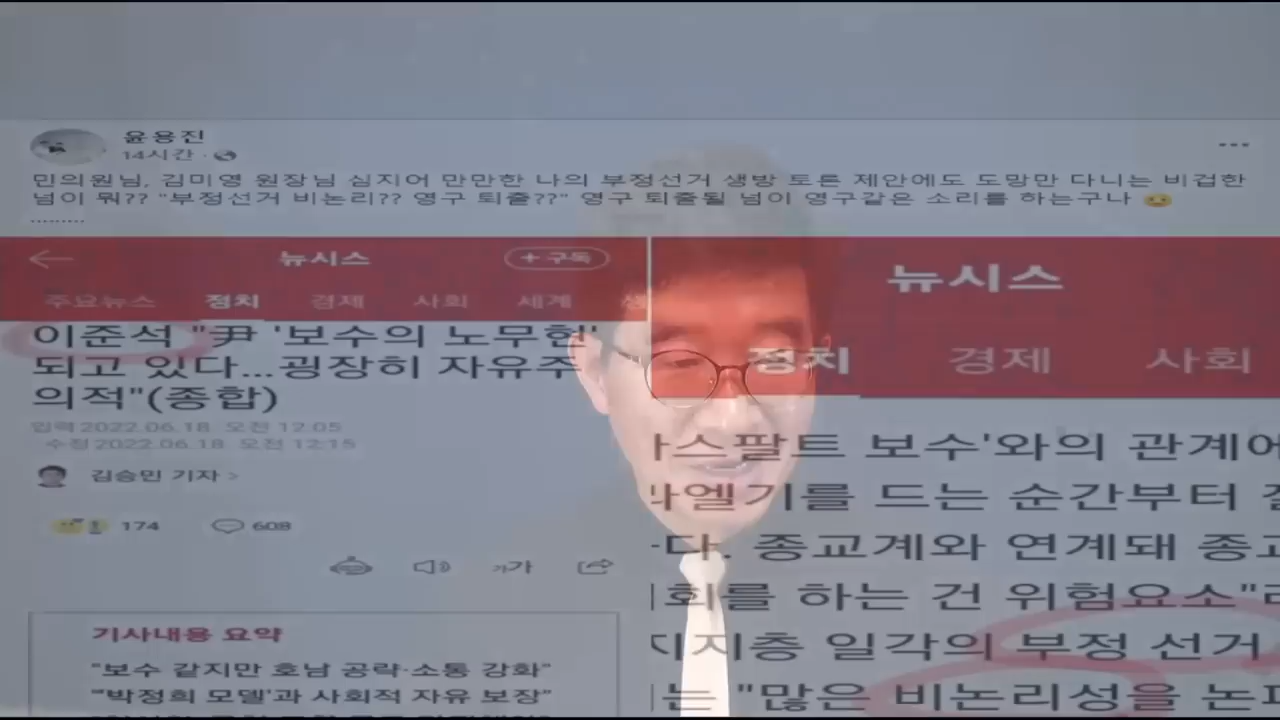 윤용진
14시간 ·
민의원님, 김미영 원장님 심지어 만만한 나의 부정선거 생방 토론 제안에도 도망만 다니는 비겁한
넘이 뭐?? "부정선거 비논리?? 영구 퇴출??" 영구 퇴출될 넘이 영구같은 소리를 하는구나
.........
뉴시스
+ 구독
주요뉴스 정치 경제 사회 세계
이준석 "尹 '보수의 노무현'
되고 있다...굉장히 자유주
의적"(종합)
입력 2022.06.18. 오전 12:05
수정 2022.06.18. 오전 12:15
김승민 기자 >
174
608
가가
기사내용 요약
"보수 같지만 호남 공략·소통 강화"
"'박정희 모델'과 사회적 자유 보장"
뉴시스
정치 경제 사회
스팔트 보수'와의 관계에
엘기를 드는 순간부터
다. 종교계와 연계돼 종교
회를 하는 건 위험요소"라
지지층 일각의 부정 선거
는 "많은 비논리성을 논파